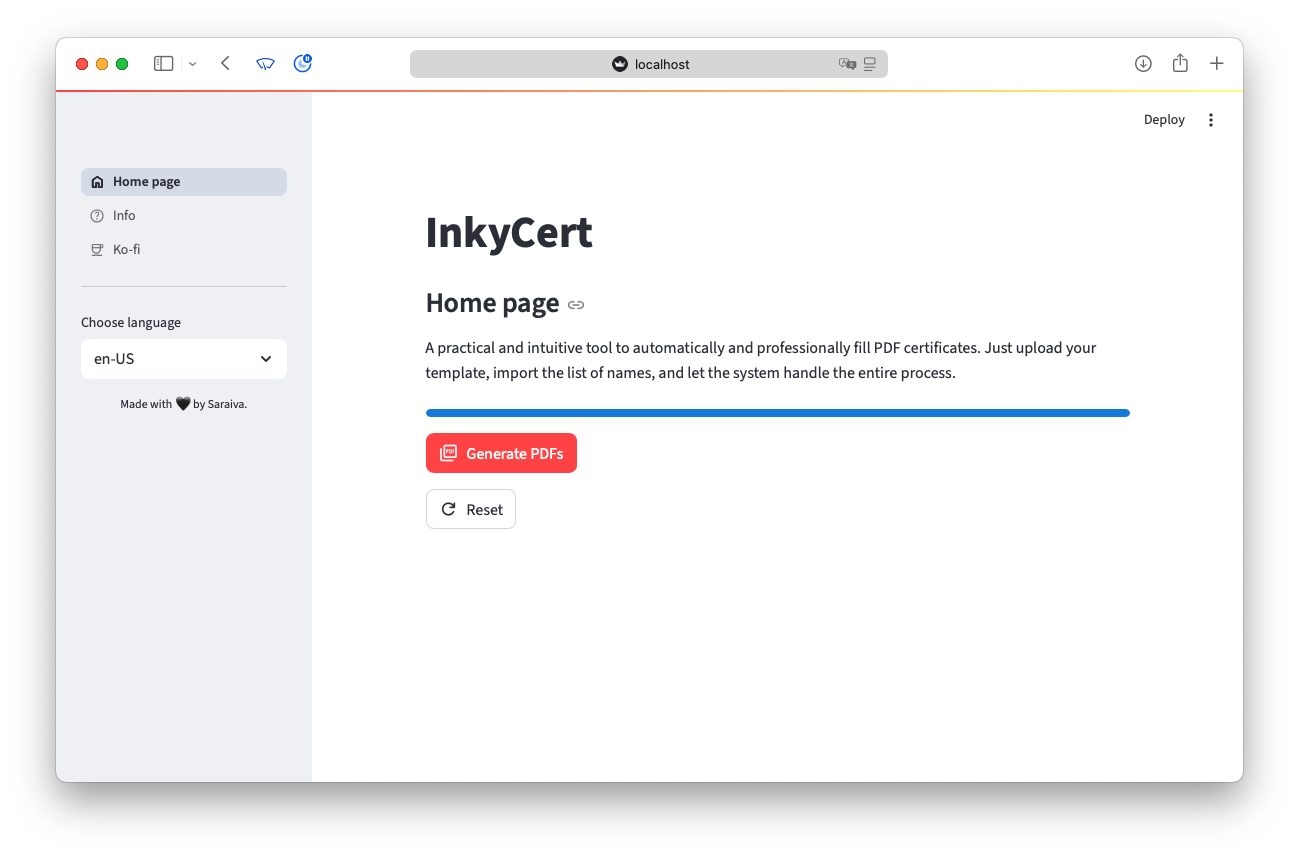 localhost
Deploy
Home page
Info
Ko-fi
Choose language
en-US
Made with 🖤 by Saraiva.
InkyCert
Home page
A practical and intuitive tool to automatically and professionally fill PDF certificates. Just upload your
template, import the list of names, and let the system handle the entire process.
PDF Generate PDFs
Reset